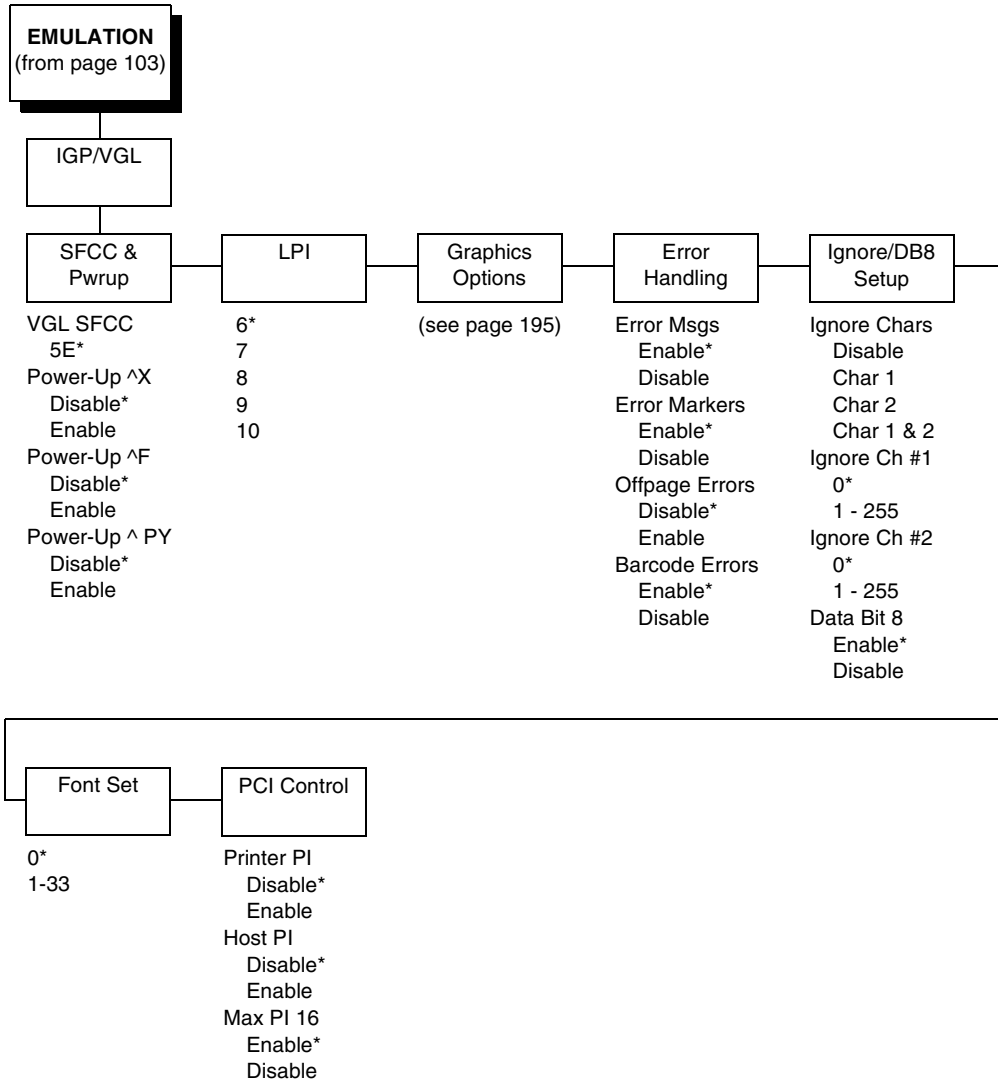 EMULATION
(from page 103)
IGP/VGL
SFCC &
Pwrup
VGL SFCC
5E*
Power-Up ^X
Disable*
Enable
Power-Up ^F
Disable*
Enable
Power-Up ^ PY
Disable*
Enable
LPI
6*
7
8
9
10
Graphics
Options
(see page 195)
Error
Handling
Error Msgs
Enable*
Disable
Error Markers
Enable*
Disable
Offpage Errors
Disable*
Enable
Barcode Errors
Enable*
Disable
Ignore/DB8
Setup
Ignore Chars
Disable
Char 1
Char 2
Char 1 & 2
Ignore Ch #1
0*
1 - 255
Ignore Ch #2
0*
1 - 255
Data Bit 8
Enable*
Disable
Font Set
0*
1-33
PCI Control
Printer PI
Disable*
Enable
Host PI
Disable*
Enable
Max PI 16
Enable*
Disable